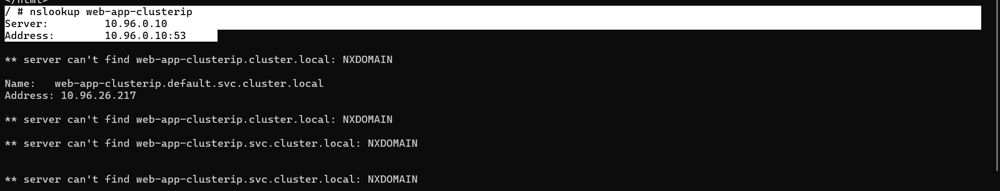 </html>
/ # nslookup web-app-clusterip
Server:         10.96.0.10
Address:        10.96.0.10:53
** server can't find web-app-clusterip.cluster.local: NXDOMAIN
Name:   web-app-clusterip.default.svc.cluster.local
Address: 10.96.26.217
** server can't find web-app-clusterip.cluster.local: NXDOMAIN
** server can't find web-app-clusterip.svc.cluster.local: NXDOMAIN
** server can't find web-app-clusterip.svc.cluster.local: NXDOMAIN